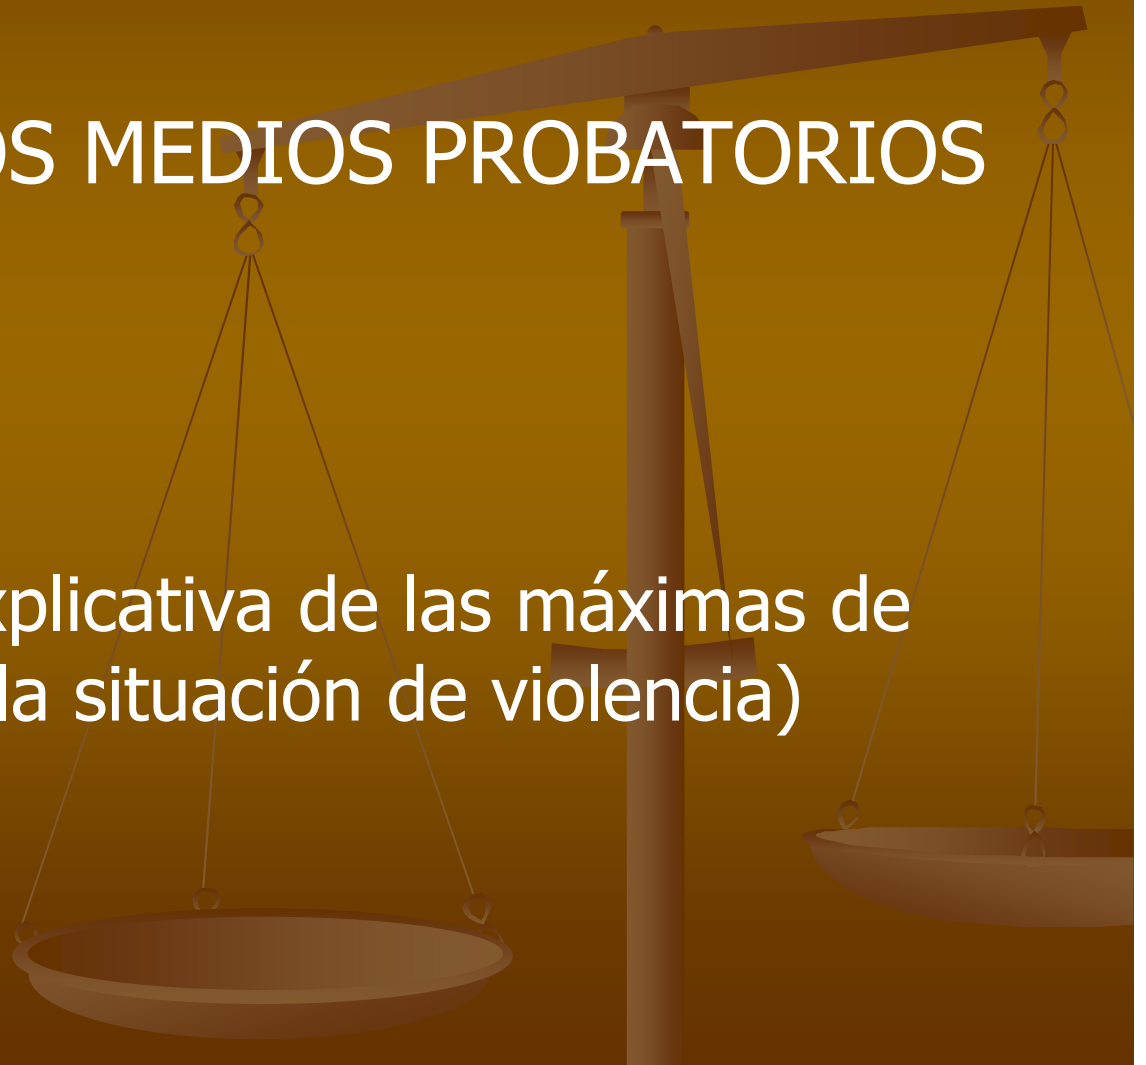 OS MEDIOS PROBATORIOS
xplicativa de las máximas de
la situación de violencia)